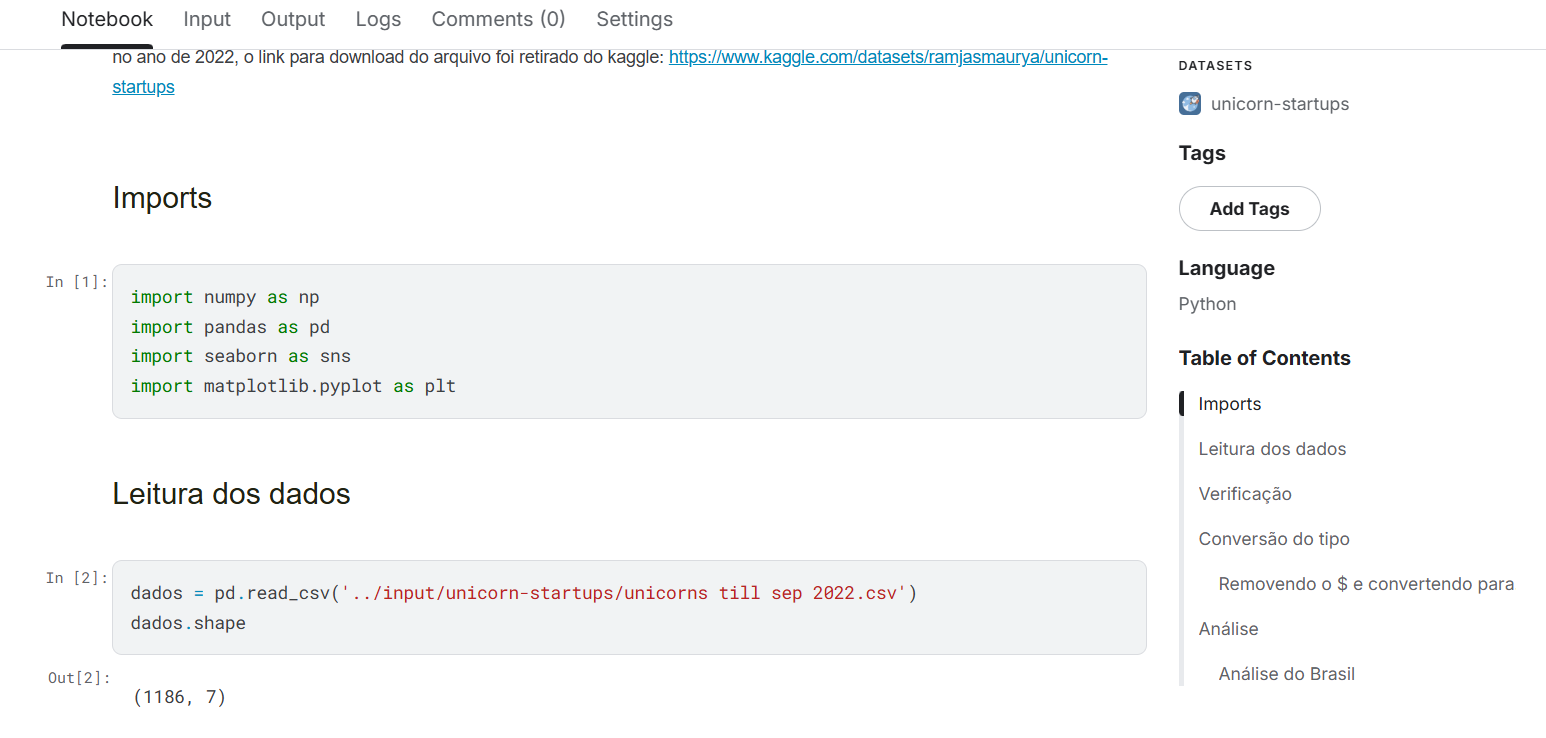 Notebook Input Output Logs Comments (0) Settings
no ano de 2022, o link para download do arquivo foi retirado do kaggle: https://www.kaggle.com/datasets/ramjasmaurya/unicorn-
startups
Imports
In [1]:
import numpy as np
import pandas as pd
import seaborn as sns
import matplotlib.pyplot as plt
Leitura dos dados
In [2]:
dados = pd.read_csv('../input/unicorn-startups/unicorns till sep 2022.csv')
dados.shape
Out[2]:
(1186, 7)
DATASETS
unicorn-startups
Tags
Add Tags
Language
Python
Table of Contents
Imports
Leitura dos dados
Verificação
Conversão do tipo
Removendo o $ e convertendo para
Análise
Análise do Brasil